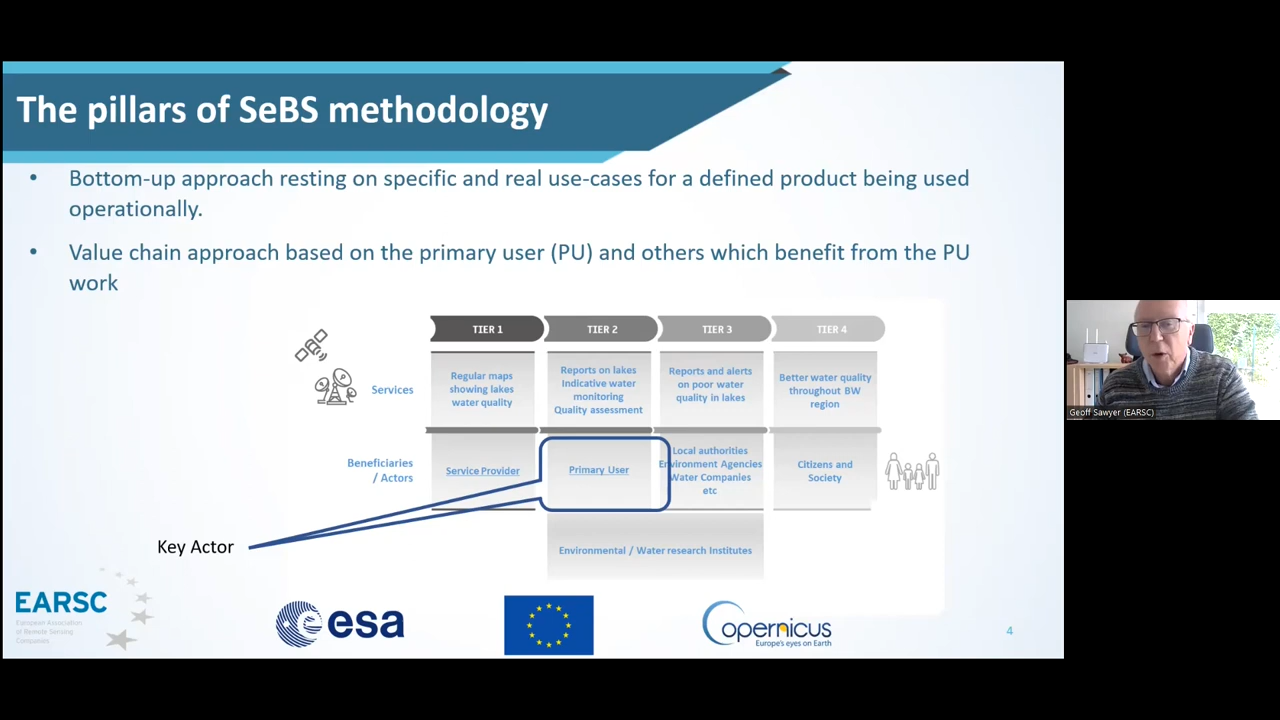 The pillars of SeBS methodology
• Bottom-up approach resting on specific and real use-cases for a defined product being used
operationally.
• Value chain approach based on the primary user (PU) and others which benefit from the PU
work
TIER 1
TIER 2
TIER 3
TIER 4
Services
Regular maps
showing lakes
water quality
Reports on lakes
Indicative water
monitoring
Quality assessment
Reports and alerts
on poor water
quality in lakes
Better water quality
throughout BW
region
Beneficiaries
/ Actors
Service Provider
Primary User
Local authorities
Environment Agencies
Water Companies
etc
Citizens and
Society
Environmental / Water research Institutes
Key Actor
EARSC
European Association
of Remote Sensing
Companies
esa
Copernicus
Europe's eyes on Earth
4
Geoff Sawyer (EARSC)